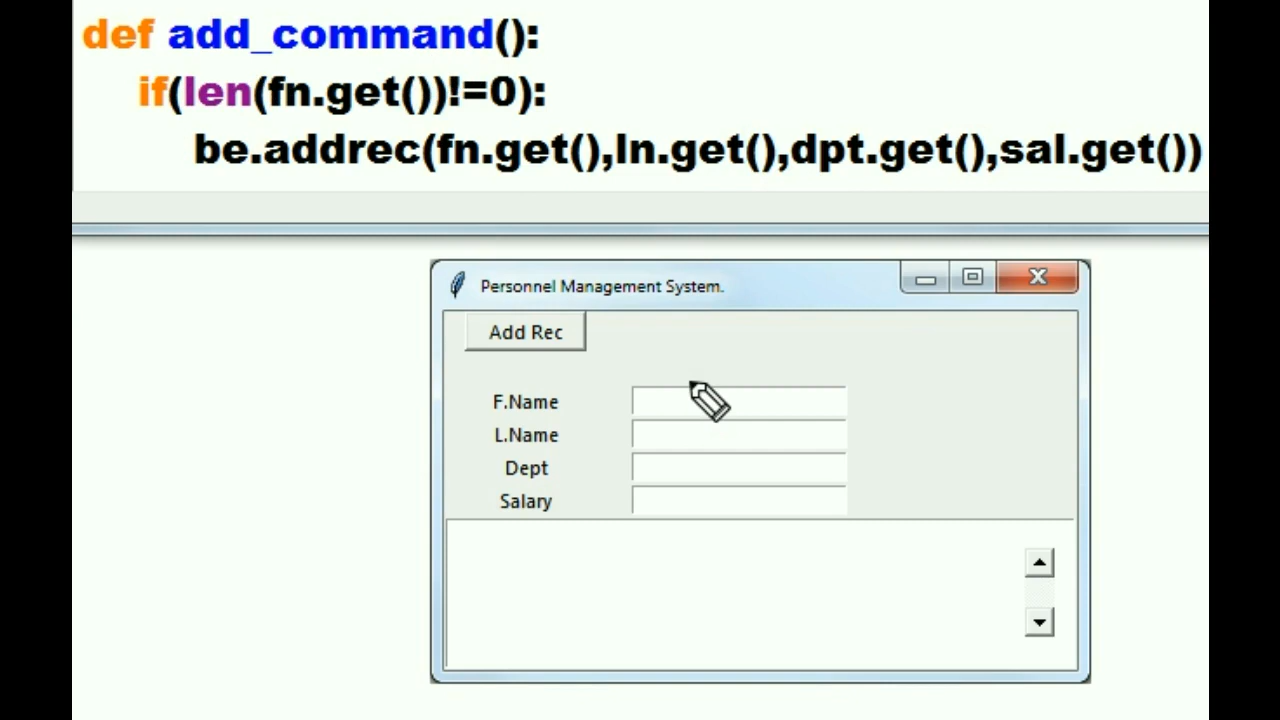 def add_command():
if(len(fn.get())!=0):
be.addrec(fn.get(),ln.get(),dpt.get(),sal.get())
Personnel Management System.
Add Rec
F.Name
L.Name
Dept
Salary